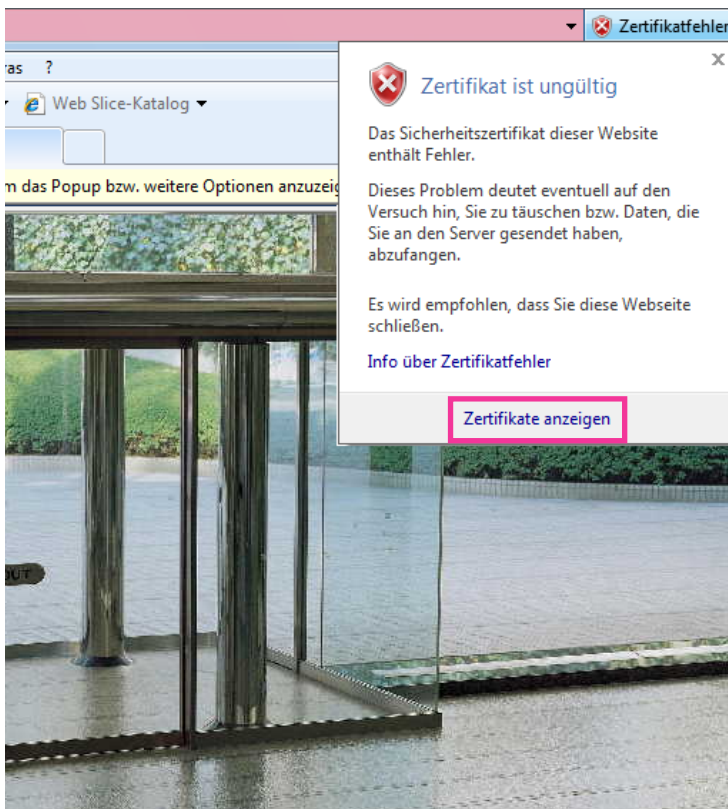 Zertifikatfehler
ras ?
Zertifikat ist ungültig
Web Slice-Katalog
Das Sicherheitszertifikat dieser Website
enthält Fehler.
m das Popup bzw. weitere Optionen anzuzeig
Dieses Problem deutet eventuell auf den
Versuch hin, Sie zu täuschen bzw. Daten, die
Sie an den Server gesendet haben,
abzufangen.
Es wird empfohlen, dass Sie diese Webseite
schließen.
Info über Zertifikatfehler
Zertifikate anzeigen
OUT